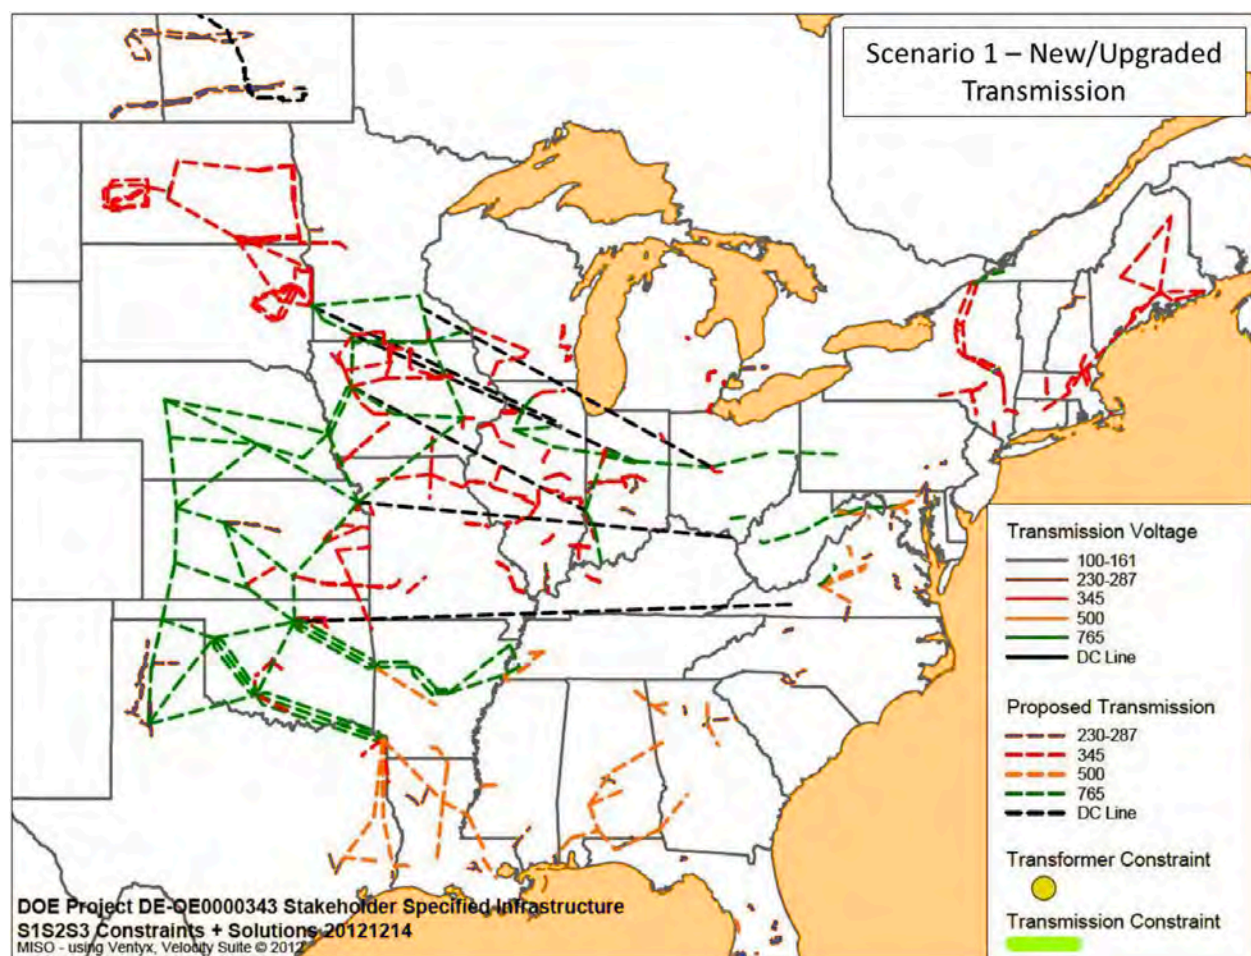 Scenario 1 – New/Upgraded
Transmission
Transmission Voltage
100-161
230-287
345
500
765
DC Line
Proposed Transmission
230-287
345
500
765
DC Line
Transformer Constraint
Transmission Constraint
DOE Project DE-OE0000343 Stakeholder Specified Infrastructure
S1S2S3 Constraints + Solutions 20121214
MISO - using Ventyx, Velocity Suite © 2012